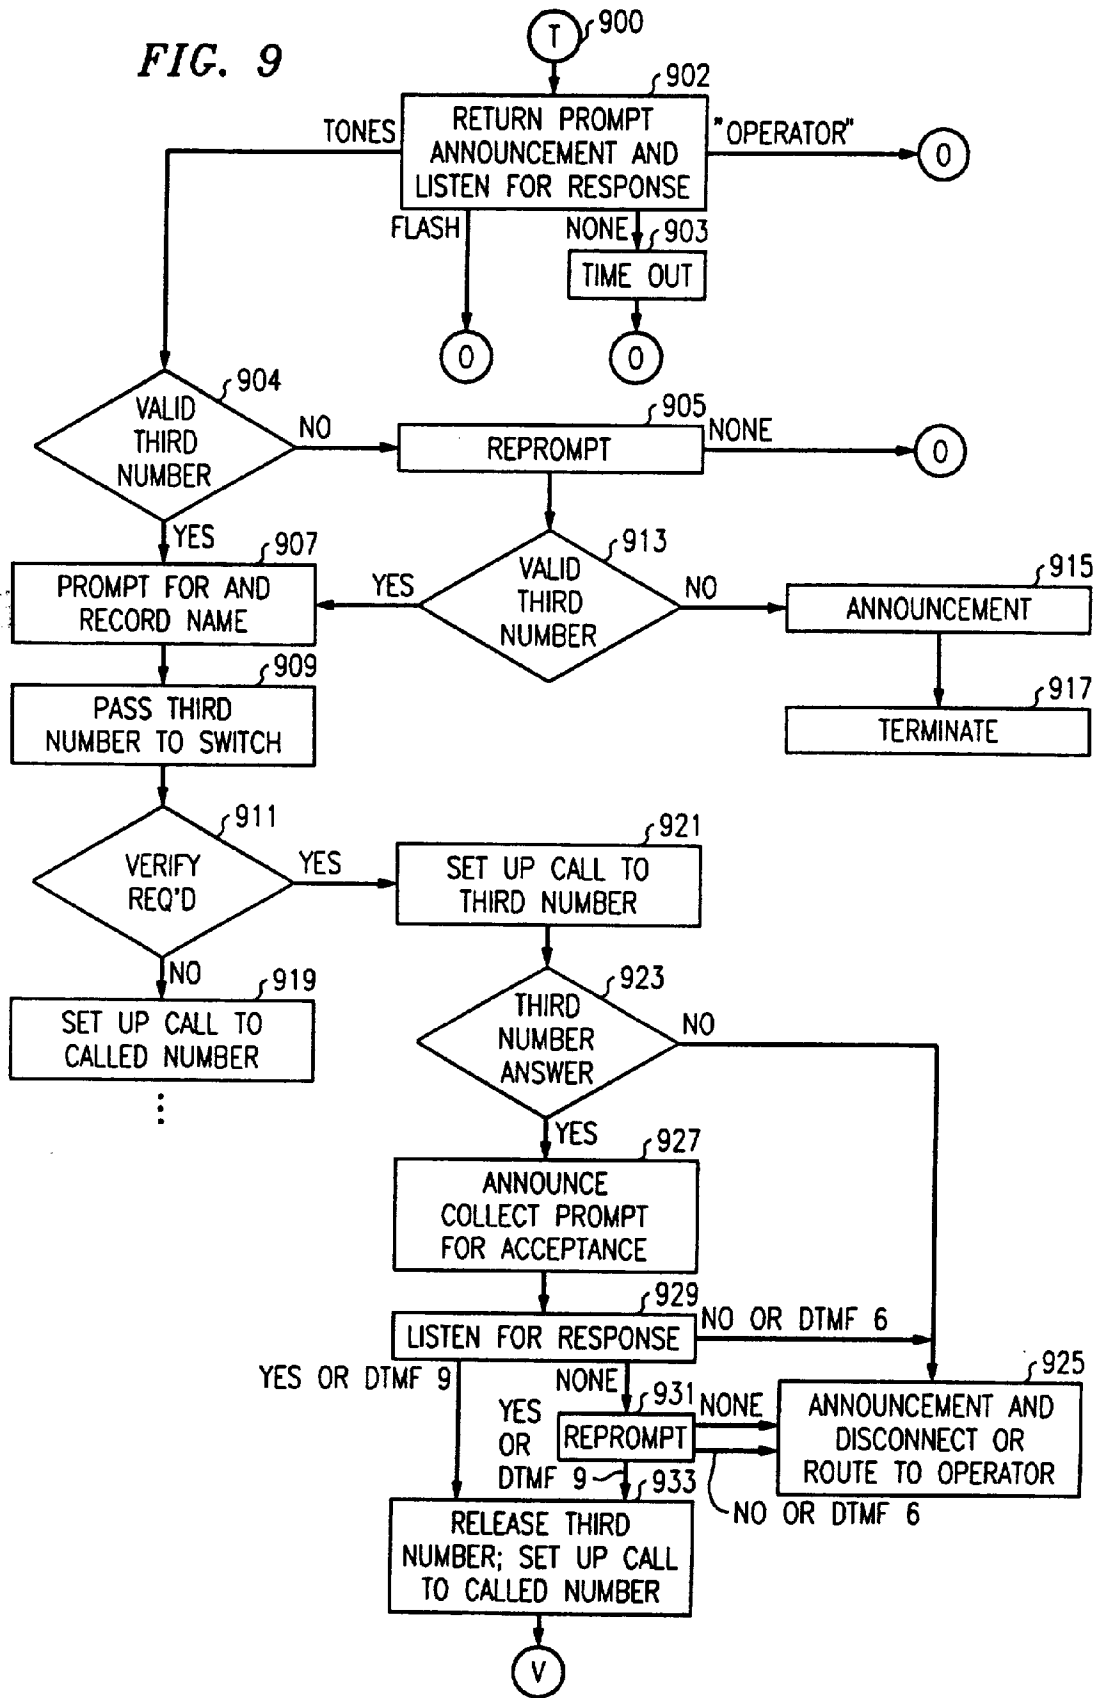 FIG. 9
T
900
902
RETURN PROMPT
ANNOUNCEMENT AND
LISTEN FOR RESPONSE
TONES
"OPERATOR"
O
FLASH
NONE
903
TIME OUT
O
O
904
VALID
THIRD
NUMBER
NO
905
REPROMPT
NONE
O
YES
907
PROMPT FOR AND
RECORD NAME
YES
913
VALID
THIRD
NUMBER
NO
915
ANNOUNCEMENT
909
PASS THIRD
NUMBER TO SWITCH
917
TERMINATE
911
VERIFY
REQ'D
YES
921
SET UP CALL TO
THIRD NUMBER
NO
919
SET UP CALL TO
CALLED NUMBER
923
THIRD
NUMBER
ANSWER
NO
YES
927
ANNOUNCE
COLLECT PROMPT
FOR ACCEPTANCE
929
LISTEN FOR RESPONSE
NO OR DTMF 6
YES OR DTMF 9
NONE
931
REPROMPT
NONE
925
ANNOUNCEMENT AND
DISCONNECT OR
ROUTE TO OPERATOR
YES
OR
DTMF 9
933
NO OR DTMF 6
RELEASE THIRD
NUMBER; SET UP CALL
TO CALLED NUMBER
V